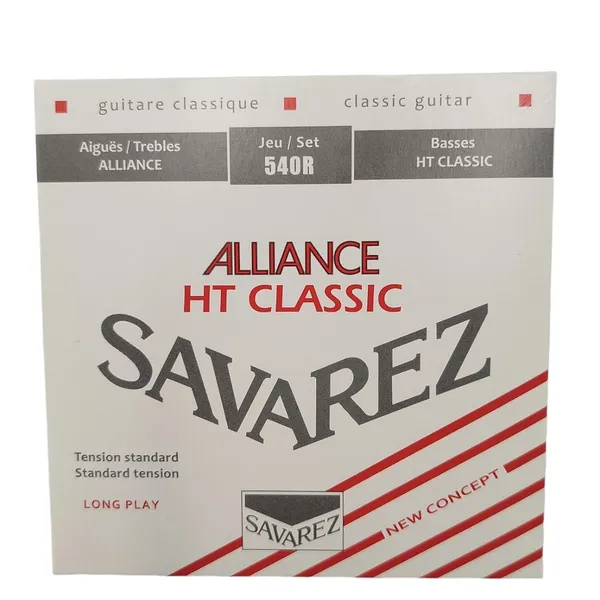 guitare classique classic guitar
Aiguës / Trebles
ALLIANCE
Jeu / Set
540R
Basses
HT CLASSIC
ALLIANCE
HT CLASSIC
SAVAREZ
Tension standard
Standard tension
LONG PLAY
SAVAREZ
NEW CONCEPT